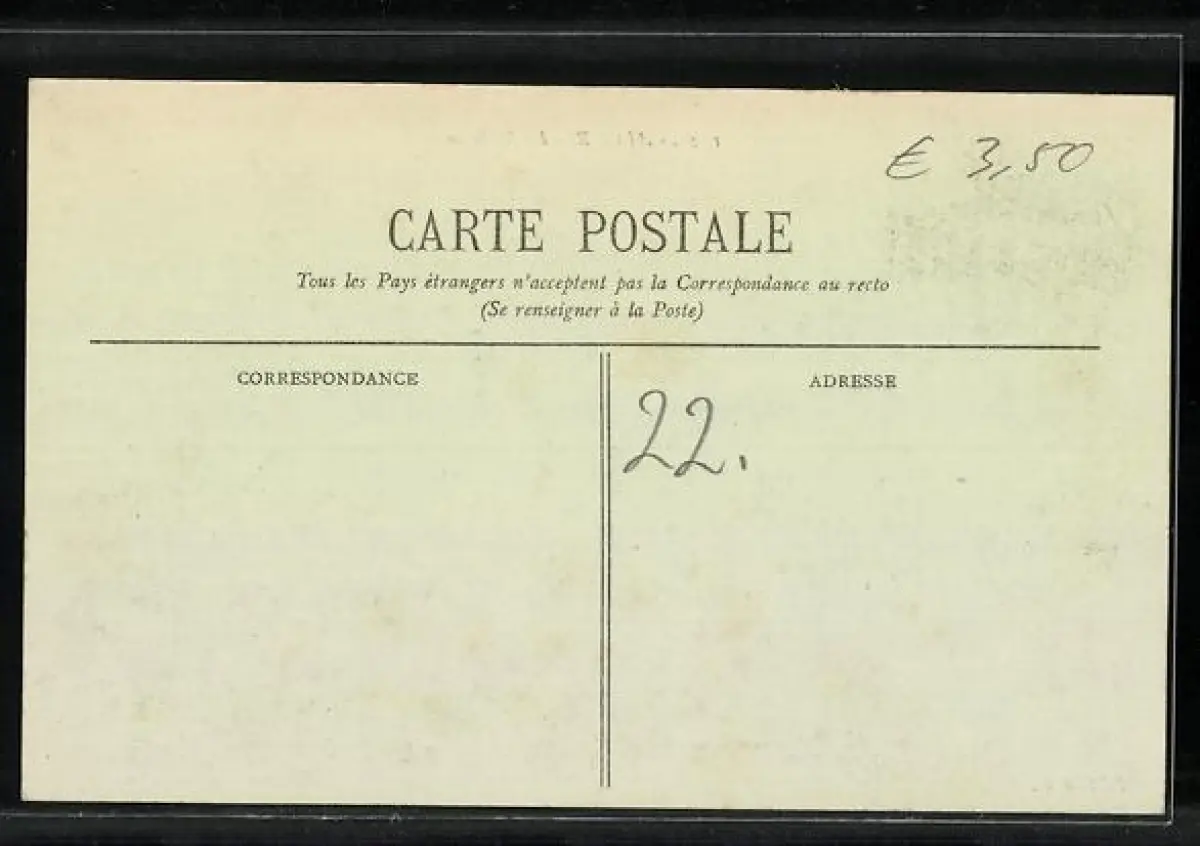 € 3,50
CARTE POSTALE
Tous les Pays étrangers n'acceptent pas la Correspondance au recto
(Se renseigner à la Poste)
CORRESPONDANCE
ADRESSE
22.